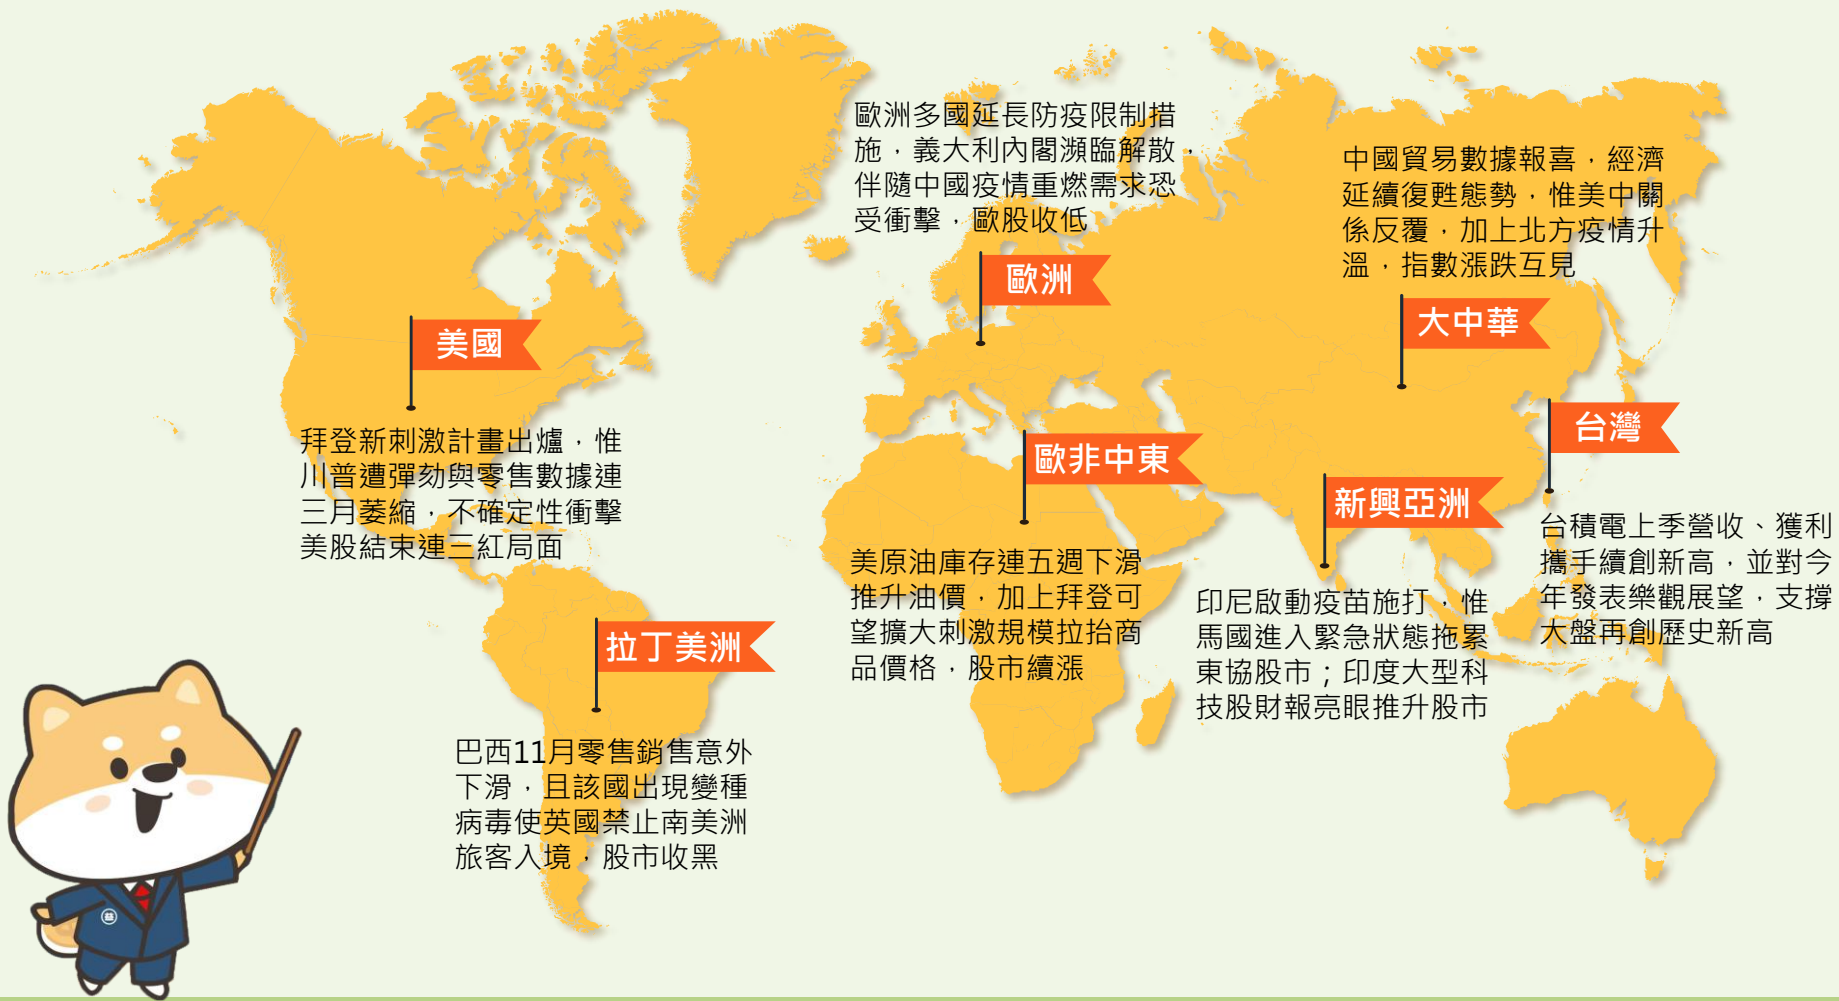 歐洲多國延長防疫限制措
施，義大利內閣瀕臨解散，
伴隨中國疫情重燃需求恐
受衝擊，歐股收低
歐洲
中國貿易數據報喜，經濟
延續復甦態勢，惟美中關
係反覆，加上北方疫情升
溫，指數漲跌互見
大中華
美國
拜登新刺激計畫出爐，惟
川普遭彈劾與零售數據連
三月萎縮，不確定性衝擊
美股結束連三紅局面
歐非中東
美原油庫存連五週下滑
推升油價，加上拜登可
望擴大刺激規模拉抬商
品價格，股市續漲
新興亞洲
印尼啟動疫苗施打，惟
馬國進入緊急狀態拖累
東協股市；印度大型科
技股財報亮眼推升股市
台灣
台積電上季營收、獲利
攜手續創新高，並對今
年發表樂觀展望，支撐
大盤再創歷史新高
拉丁美洲
巴西11月零售銷售意外
下滑，且該國出現變種
病毒使英國禁止南美洲
旅客入境，股市收黑